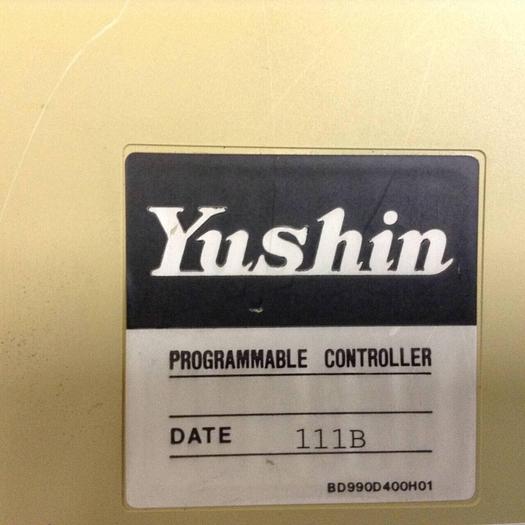 Yushin
PROGRAMMABLE CONTROLLER
DATE 111B
BD990D400H01